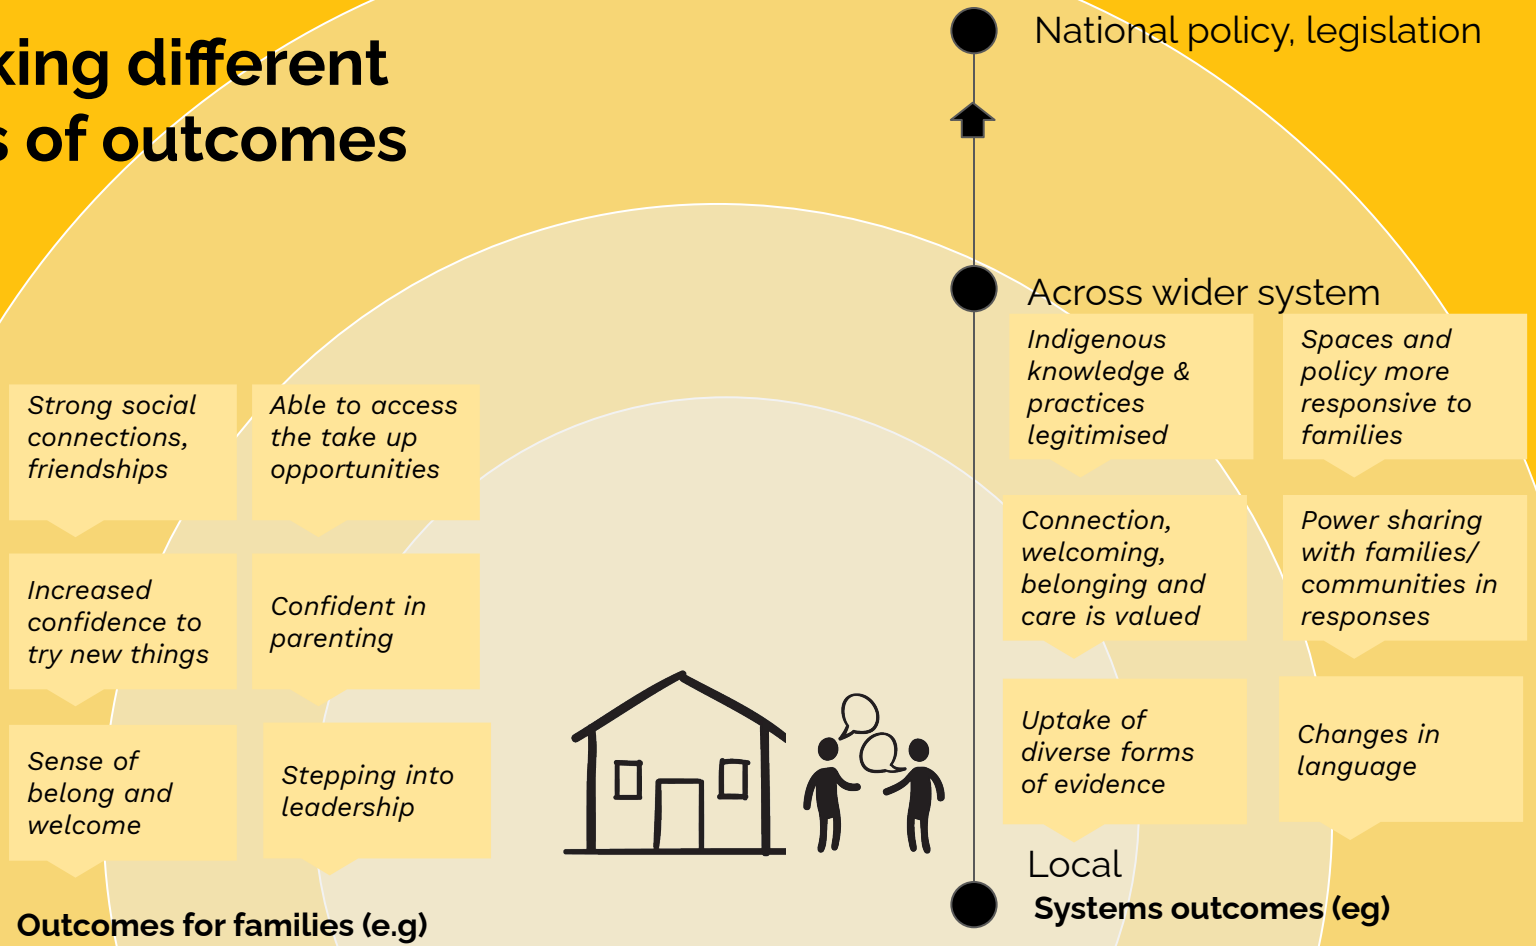 king different
s of outcomes
National policy, legislation
Across wider system
Strong social
connections,
friendships
Able to access
the take up
opportunities
Increased
confidence to
try new things
Confident in
parenting
Sense of
belong and
welcome
Stepping into
leadership
Outcomes for families (e.g)
Indigenous
knowledge &
practices
legitimised
Spaces and
policy more
responsive to
families
Connection,
welcoming,
belonging and
care is valued
Power sharing
with families/
communities in
responses
Uptake of
diverse forms
of evidence
Changes in
language
Local
Systems outcomes (eg)